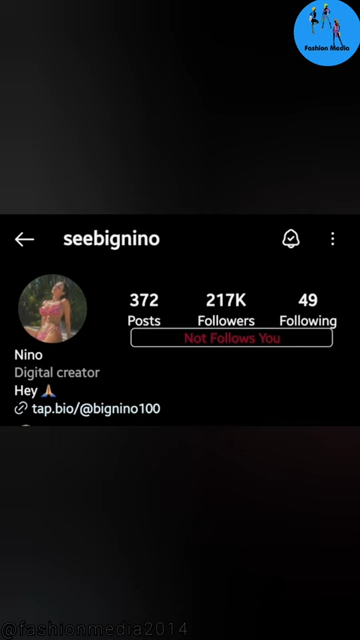 Fashion Media
seebignino
372 217K 49
Posts Followers Following
Not Follows You
Nino
Digital creator
Hey 🙏🏼
tap.bio/@bignino100
@fashionmedia2014